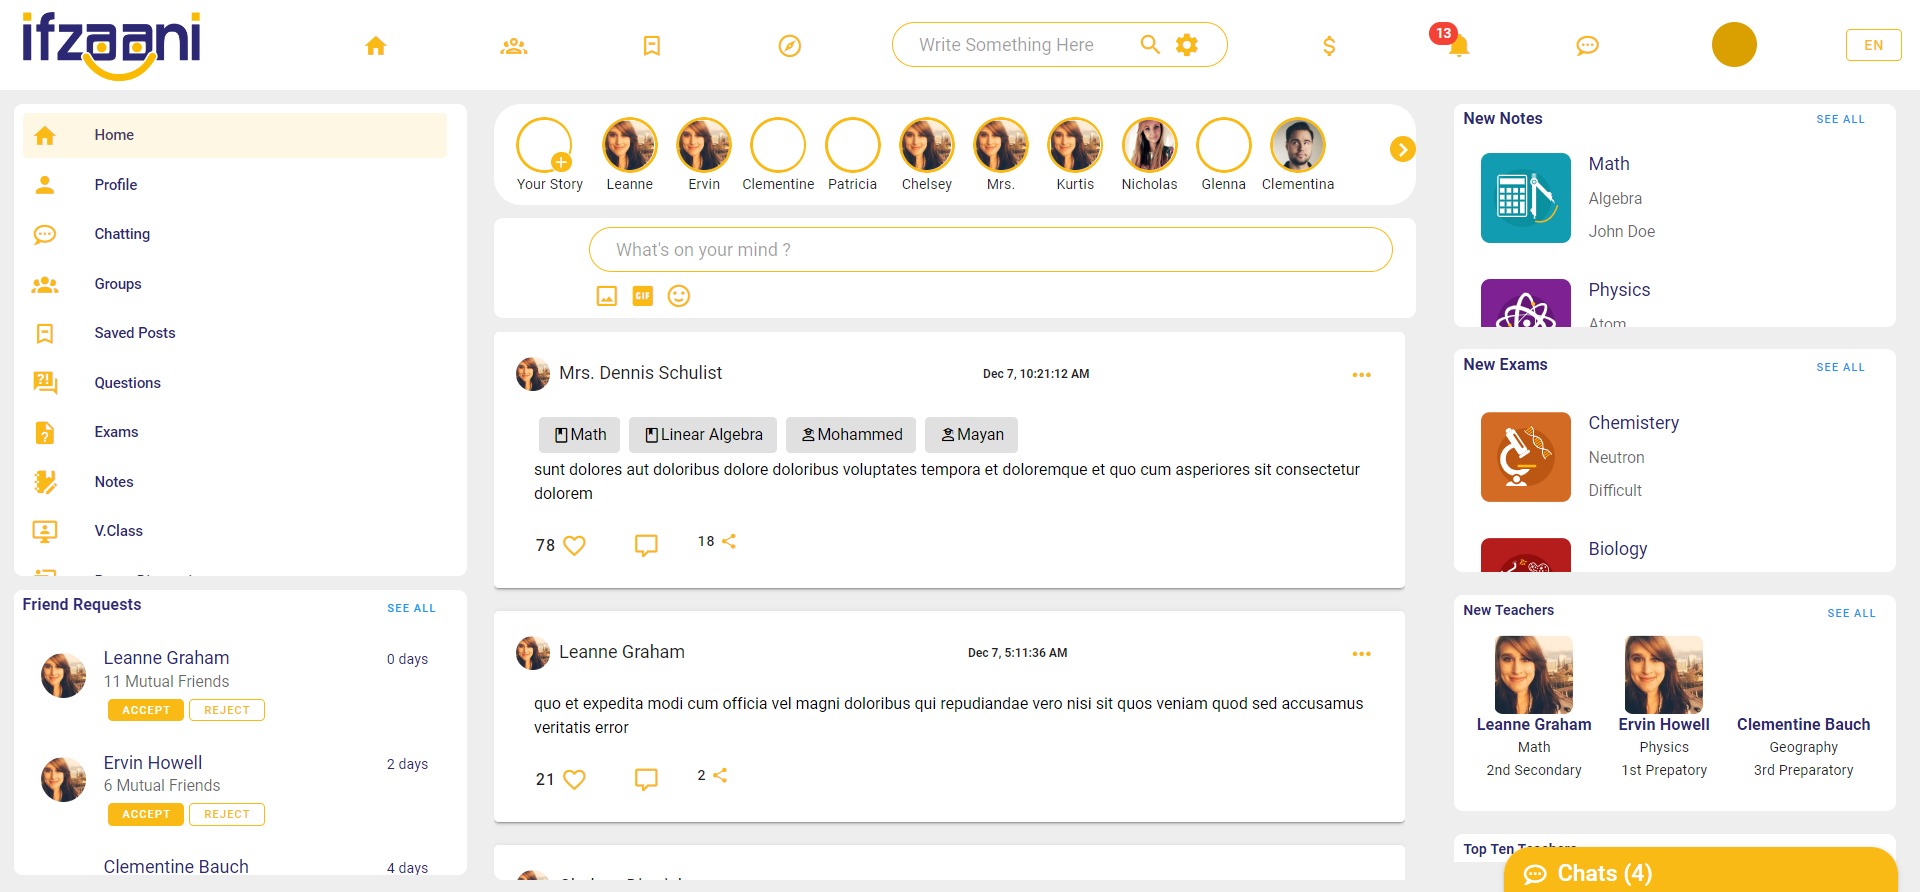 ifzaani
Write Something Here
13
EN
Home
Profile
Chatting
Groups
Saved Posts
Questions
Exams
Notes
V.Class
Friend Requests
SEE ALL
Leanne Graham
0 days
11 Mutual Friends
ACCEPT
REJECT
Ervin Howell
2 days
6 Mutual Friends
ACCEPT
REJECT
Clementine Bauch
4 days
Your Story
Leanne
Ervin
Clementine
Patricia
Chelsey
Mrs.
Kurtis
Nicholas
Glenna
Clementina
What's on your mind ?
GIF
Mrs. Dennis Schulist
Dec 7, 10:21:12 AM
Math
Linear Algebra
Mohammed
Mayan
sunt dolores aut doloribus dolore doloribus voluptates tempora et doloremque et quo cum asperiores sit consectetur
dolorem
78
18
Leanne Graham
Dec 7, 5:11:36 AM
quo et expedita modi cum officia vel magni doloribus qui repudiandae vero nisi sit quos veniam quod sed accusamus
veritatis error
21
2
New Notes
SEE ALL
Math
Algebra
John Doe
Physics
Atom
New Exams
SEE ALL
Chemistery
Neutron
Difficult
Biology
New Teachers
SEE ALL
Leanne Graham
Math
2nd Secondary
Ervin Howell
Physics
1st Prepatory
Clementine Bauch
Geography
3rd Preparatory
Top Ten Teachers
Chats (4)